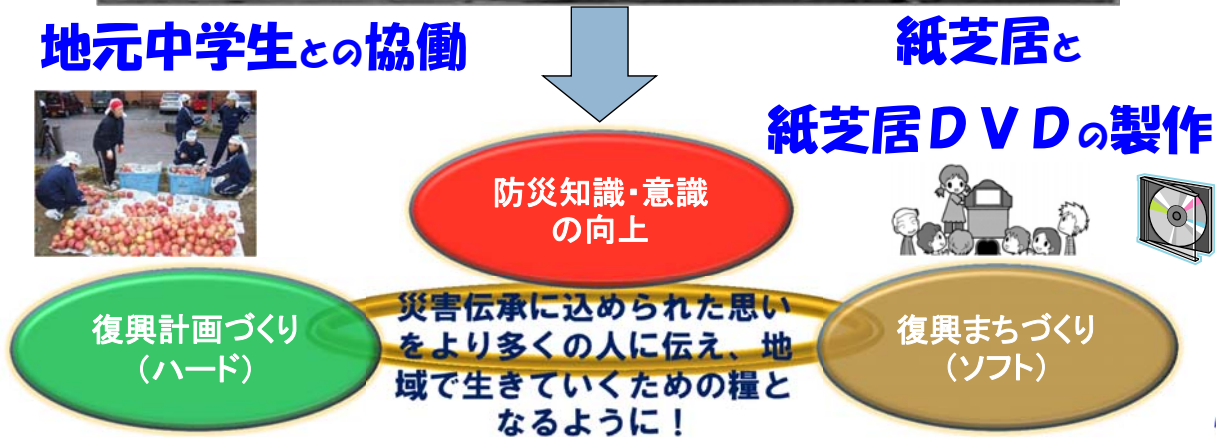 地元中学生との協働
紙芝居と
紙芝居ＤＶＤの製作
防災知識・意識
の向上
復興計画づくり
（ハード）
災害伝承に込められた思い
をより多くの人に伝え、地
域で生きていくための糧と
なるように！
復興まちづくり
（ソフト）